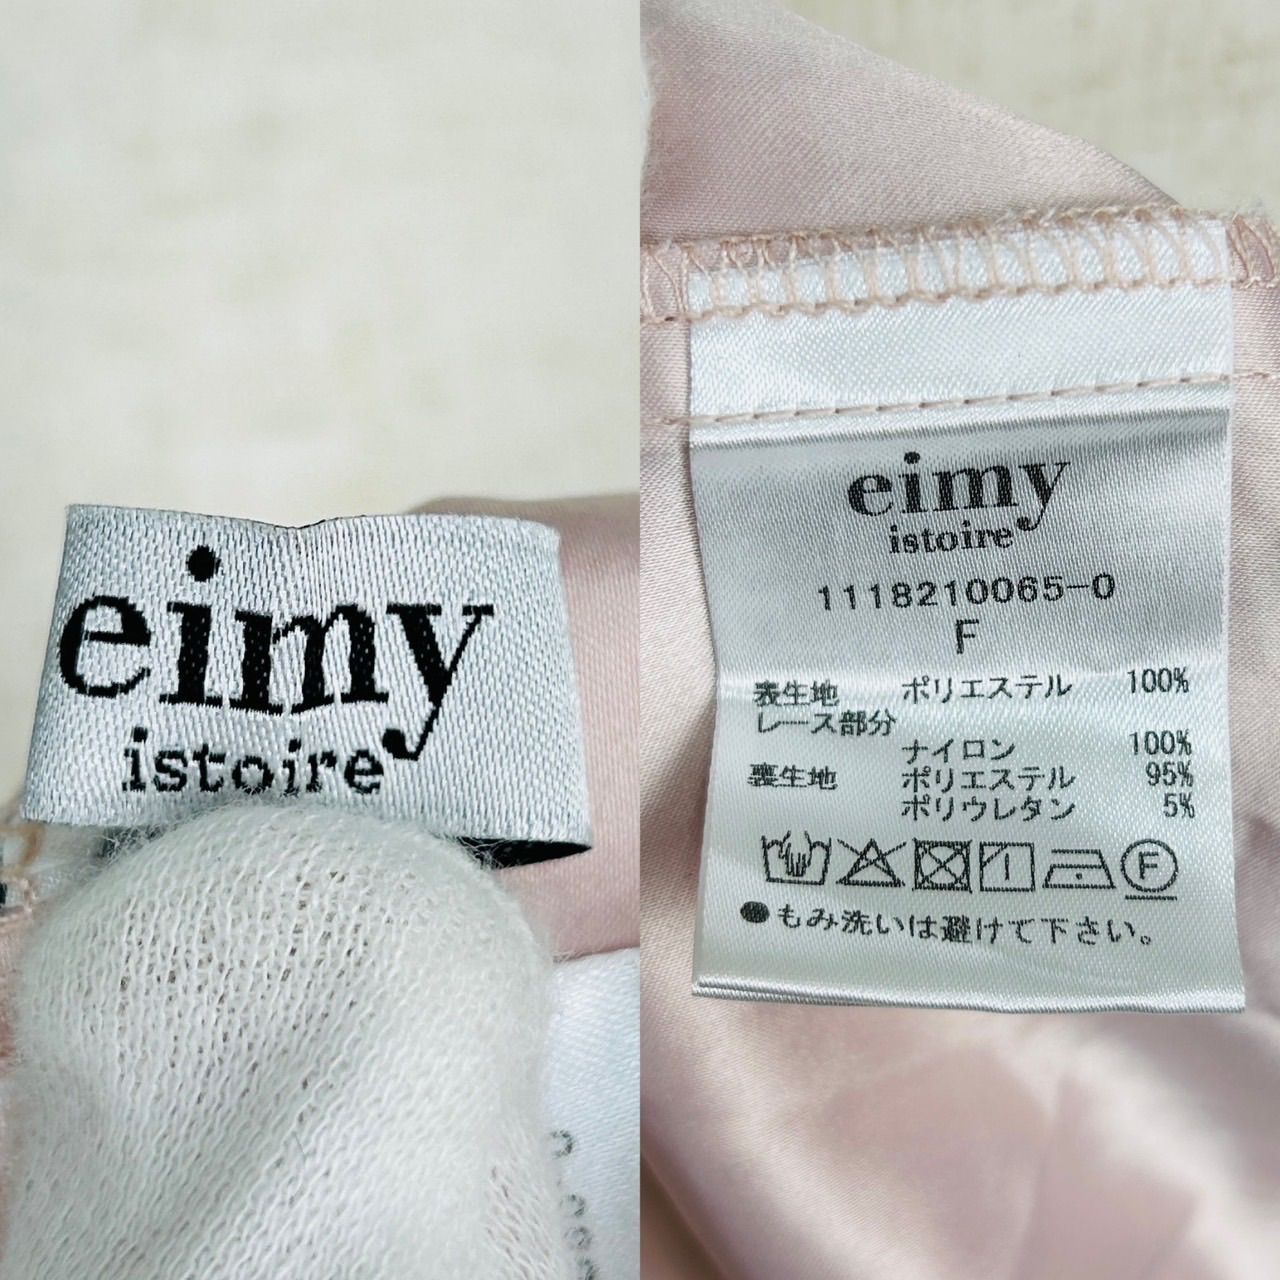 eimy
istoire
eimy
istoire
1118210065-0
F
表生地 ポリエステル 100%
レース部分
ナイロン 100%
裏生地 ポリエステル 95%
ポリウレタン 5%
F
●もみ洗いは避けて下さい。